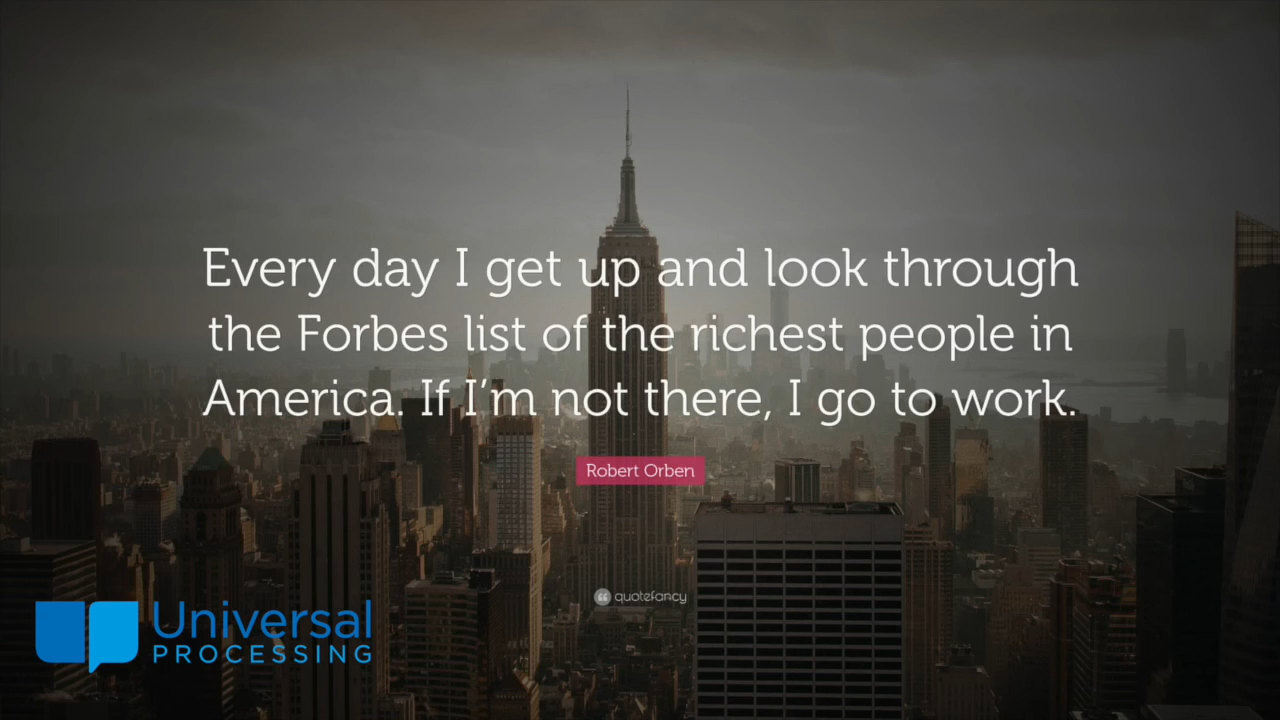 Every day I get up and look through
the Forbes list of the richest people in
America. If I’m not there, I go to work.
Robert Orben
quotefancy
Universal
PROCESSING